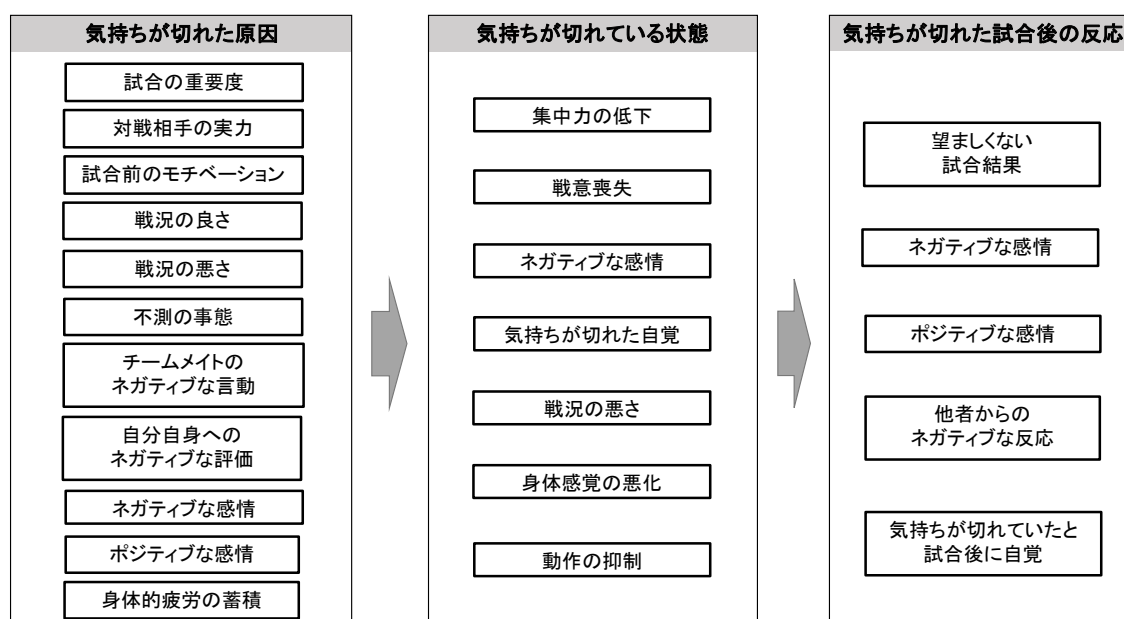 気持ちが切れた原因
試合の重要度
対戦相手の実力
試合前のモチベーション
戦況の良さ
戦況の悪さ
不測の事態
チームメイトの
ネガティブな言動
自分自身への
ネガティブな評価
ネガティブな感情
ポジティブな感情
身体的疲労の蓄積
気持ちが切れている状態
集中力の低下
戦意喪失
ネガティブな感情
気持ちが切れた自覚
戦況の悪さ
身体感覚の悪化
動作の抑制
気持ちが切れた試合後の反応
望ましくない
試合結果
ネガティブな感情
ポジティブな感情
他者からの
ネガティブな反応
気持ちが切れていたと
試合後に自覚